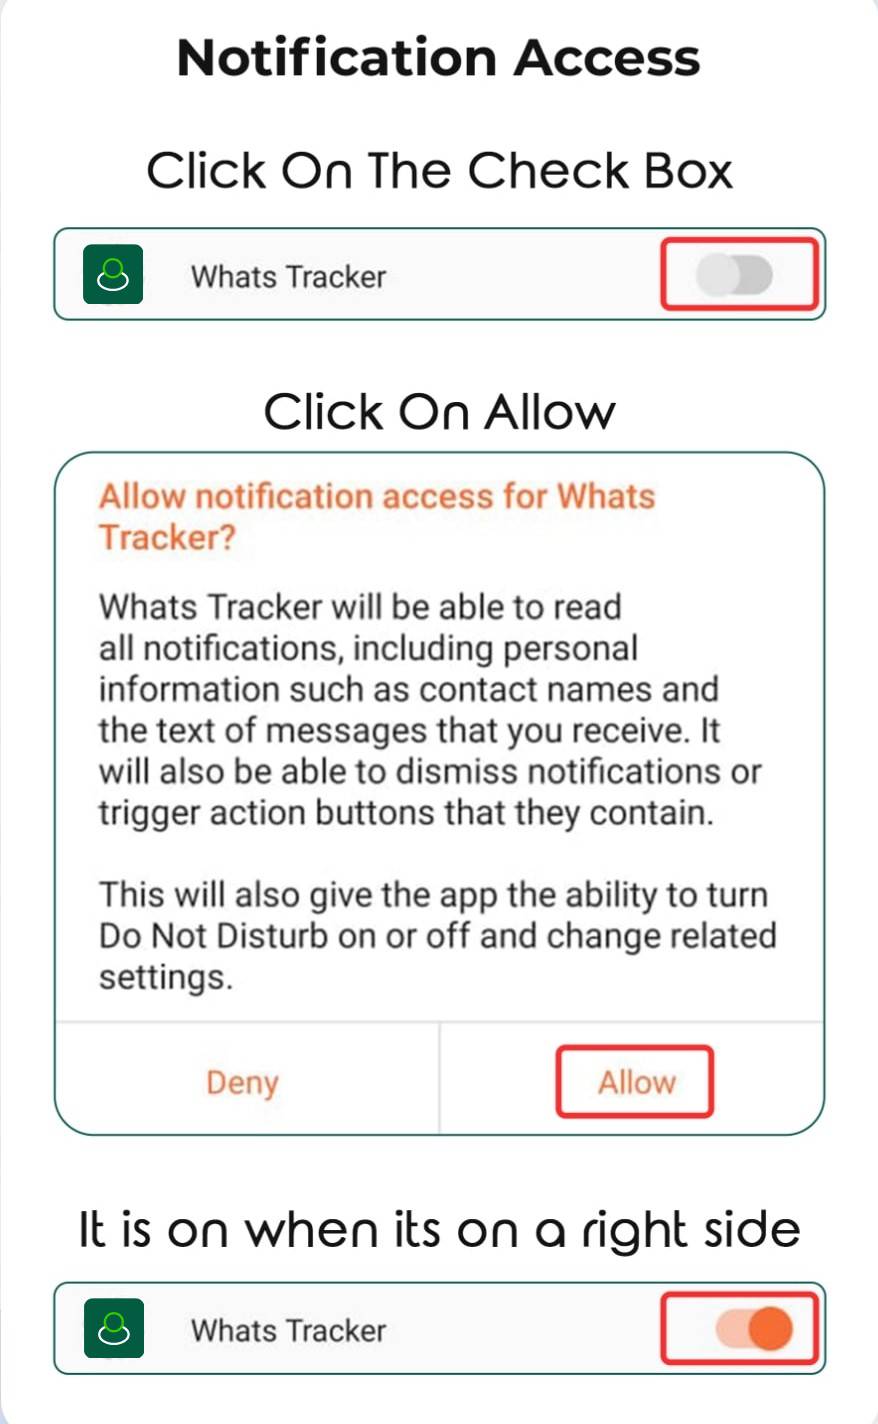 Notification Access
Click On The Check Box
Whats Tracker
Click On Allow
Allow notification access for Whats
Tracker?
Whats Tracker will be able to read
all notifications, including personal
information such as contact names and
the text of messages that you receive. It
will also be able to dismiss notifications or
trigger action buttons that they contain.
This will also give the app the ability to turn
Do Not Disturb on or off and change related
settings.
Deny
Allow
It is on when its on a right side
Whats Tracker